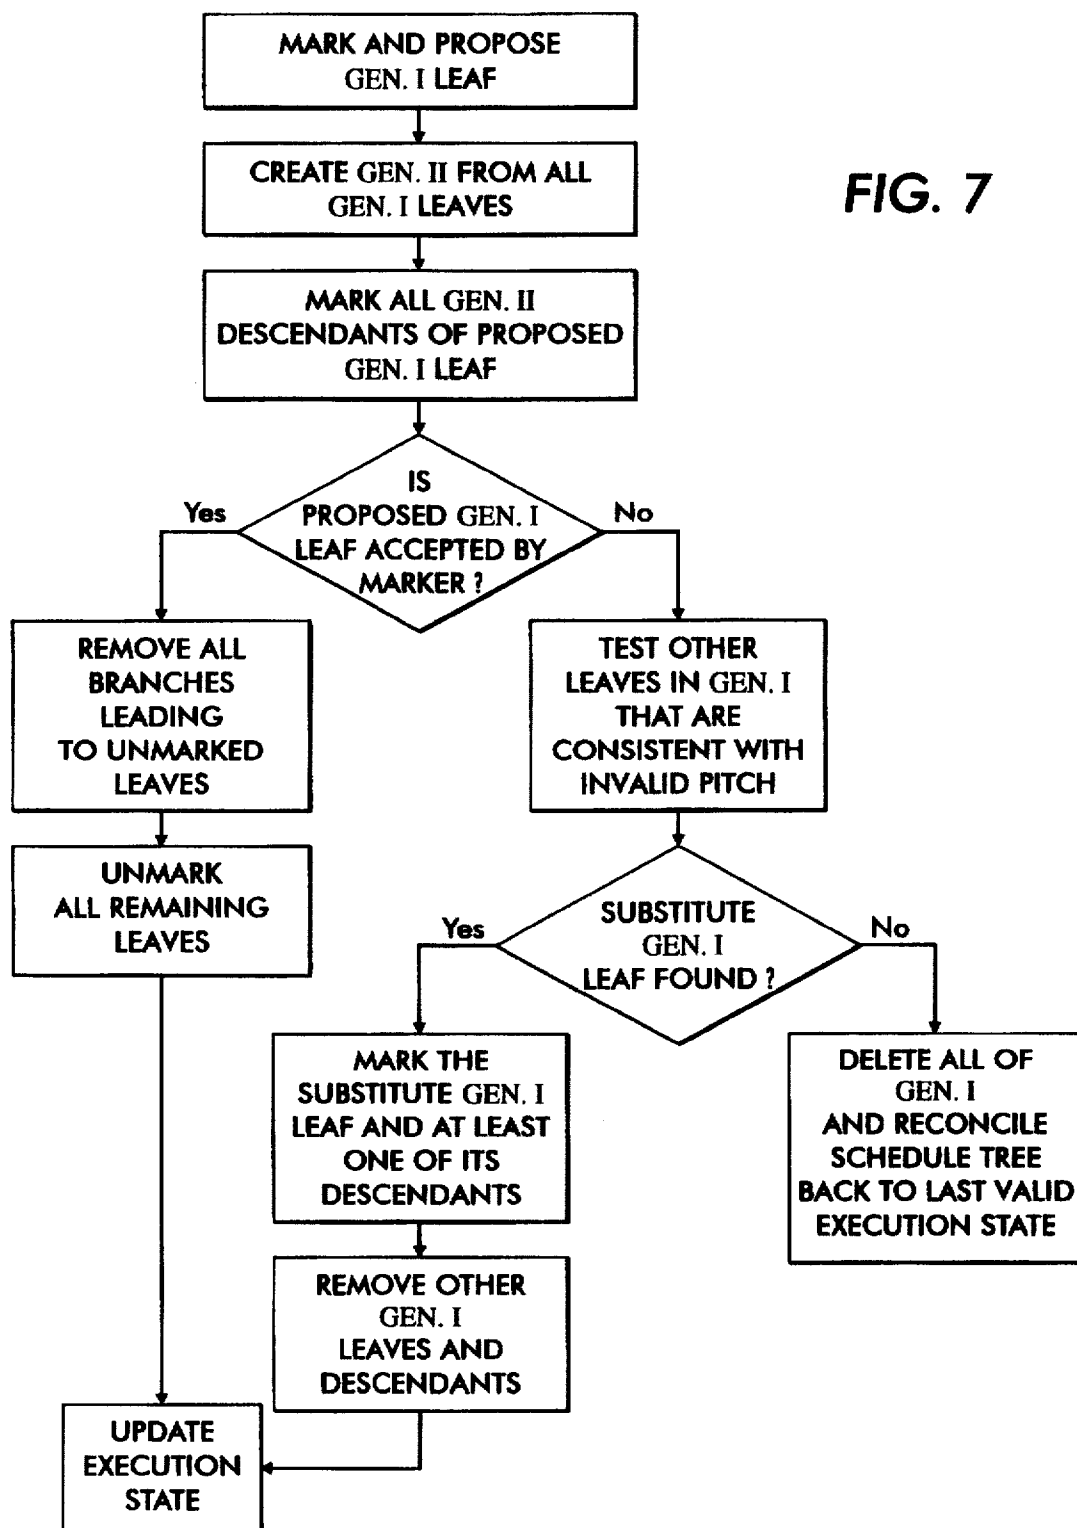 MARK AND PROPOSE
GEN. I LEAF
CREATE GEN. II FROM ALL
GEN. I LEAVES
FIG. 7
MARK ALL GEN. II
DESCENDANTS OF PROPOSED
GEN. I LEAF
IS
PROPOSED GEN. I
LEAF ACCEPTED BY
MARKER ?
Yes
No
REMOVE ALL
BRANCHES
LEADING
TO UNMARKED
LEAVES
TEST OTHER
LEAVES IN GEN. I
THAT ARE
CONSISTENT WITH
INVALID PITCH
UNMARK
ALL REMAINING
LEAVES
SUBSTITUTE
GEN. I
LEAF FOUND ?
Yes
No
MARK THE
SUBSTITUTE GEN. I
LEAF AND AT LEAST
ONE OF ITS
DESCENDANTS
DELETE ALL OF
GEN. I
AND RECONCILE
SCHEDULE TREE
BACK TO LAST VALID
EXECUTION STATE
REMOVE OTHER
GEN. I
LEAVES AND
DESCENDANTS
UPDATE
EXECUTION
STATE